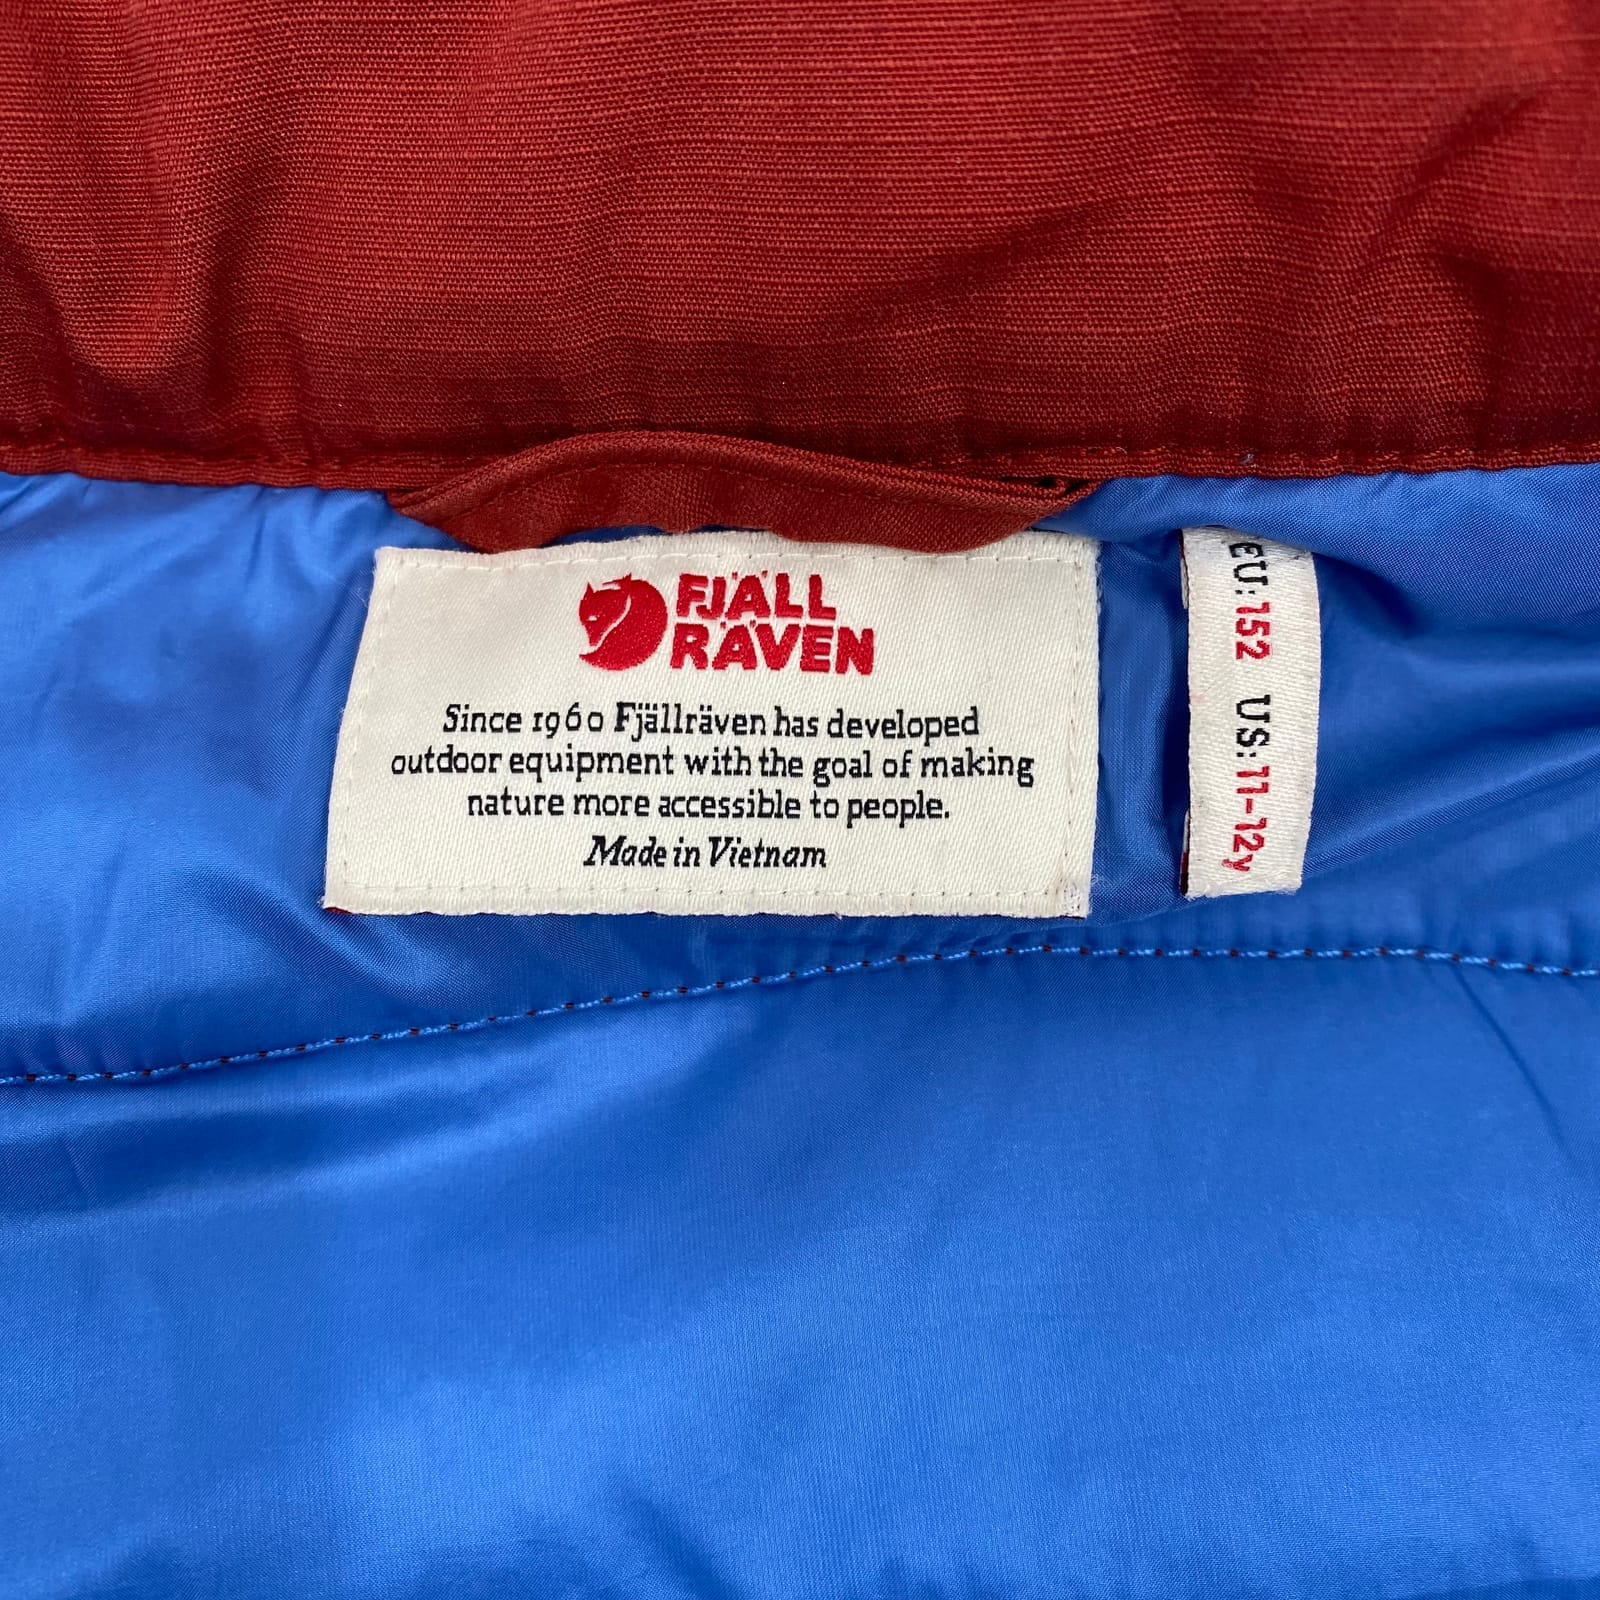 FJÄLL
RÄVEN
Since 1960 Fjällräven has developed
outdoor equipment with the goal of making
nature more accessible to people.
Made in Vietnam
EU: 152 US: 11-12y